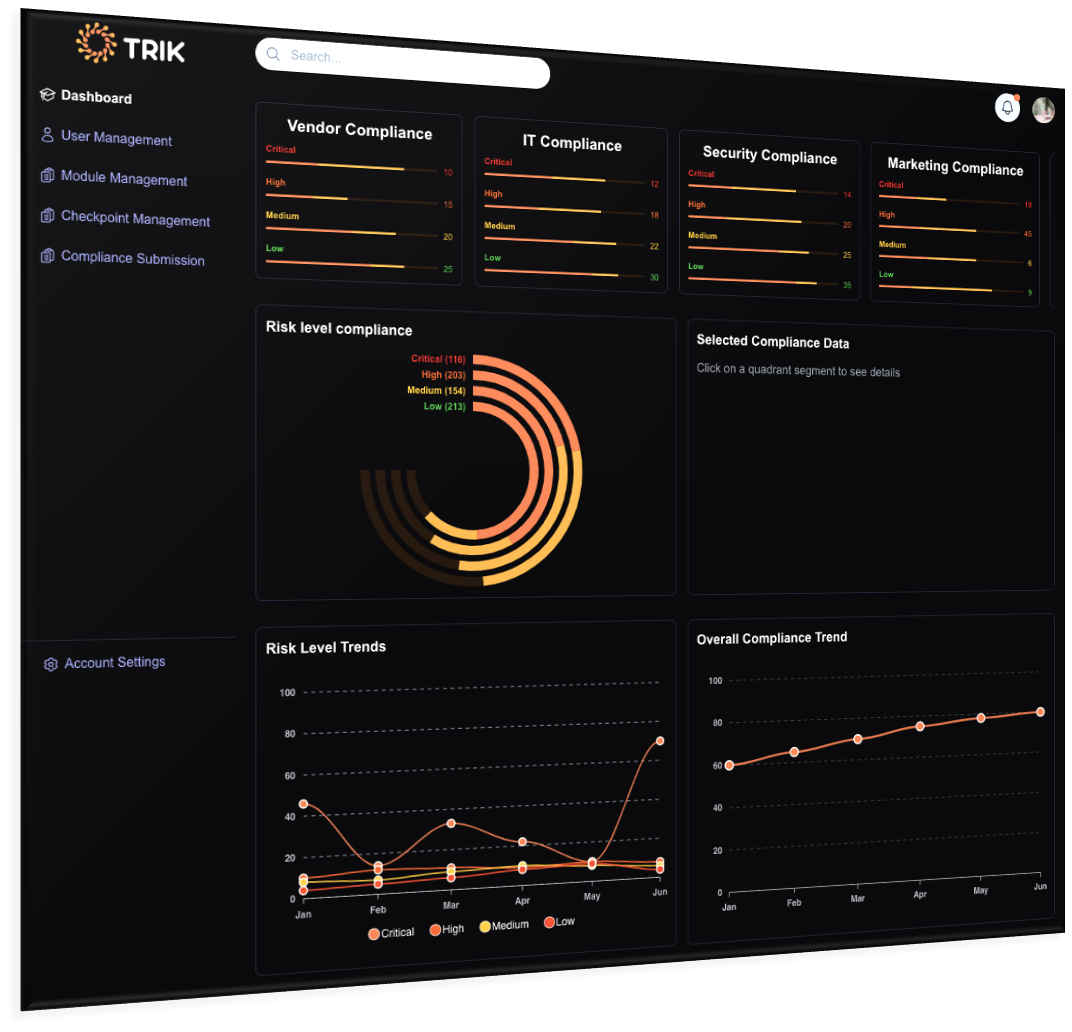 TRIK
Search...
Dashboard
User Management
Module Management
Checkpoint Management
Compliance Submission
Account Settings
Vendor Compliance
Critical
10
High
15
Medium
20
Low
25
IT Compliance
Critical
12
High
18
Medium
22
Low
30
Security Compliance
Critical
14
High
20
Medium
25
Low
35
Marketing Compliance
Critical
High
45
Medium
6
Low
9
Risk level compliance
Critical (116)
High (203)
Medium (154)
Low (213)
Selected Compliance Data
Click on a quadrant segment to see details
Risk Level Trends
100
80
60
40
20
0
Jan Feb Mar Apr May Jun
Critical High Medium Low
Overall Compliance Trend
100
80
60
40
20
0
Jan Feb Mar Apr May Jun